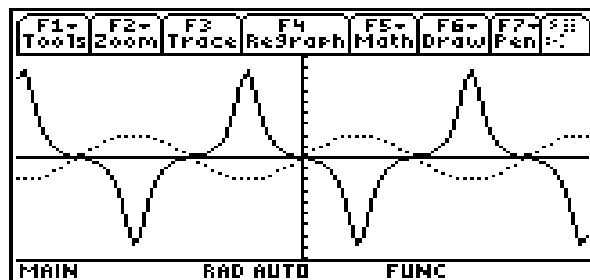 F1 F2 F3 F4 F5 F6 F7
Tools Zoom Trace Regraph Math Draw Pen
MAIN RAD AUTO FUNC